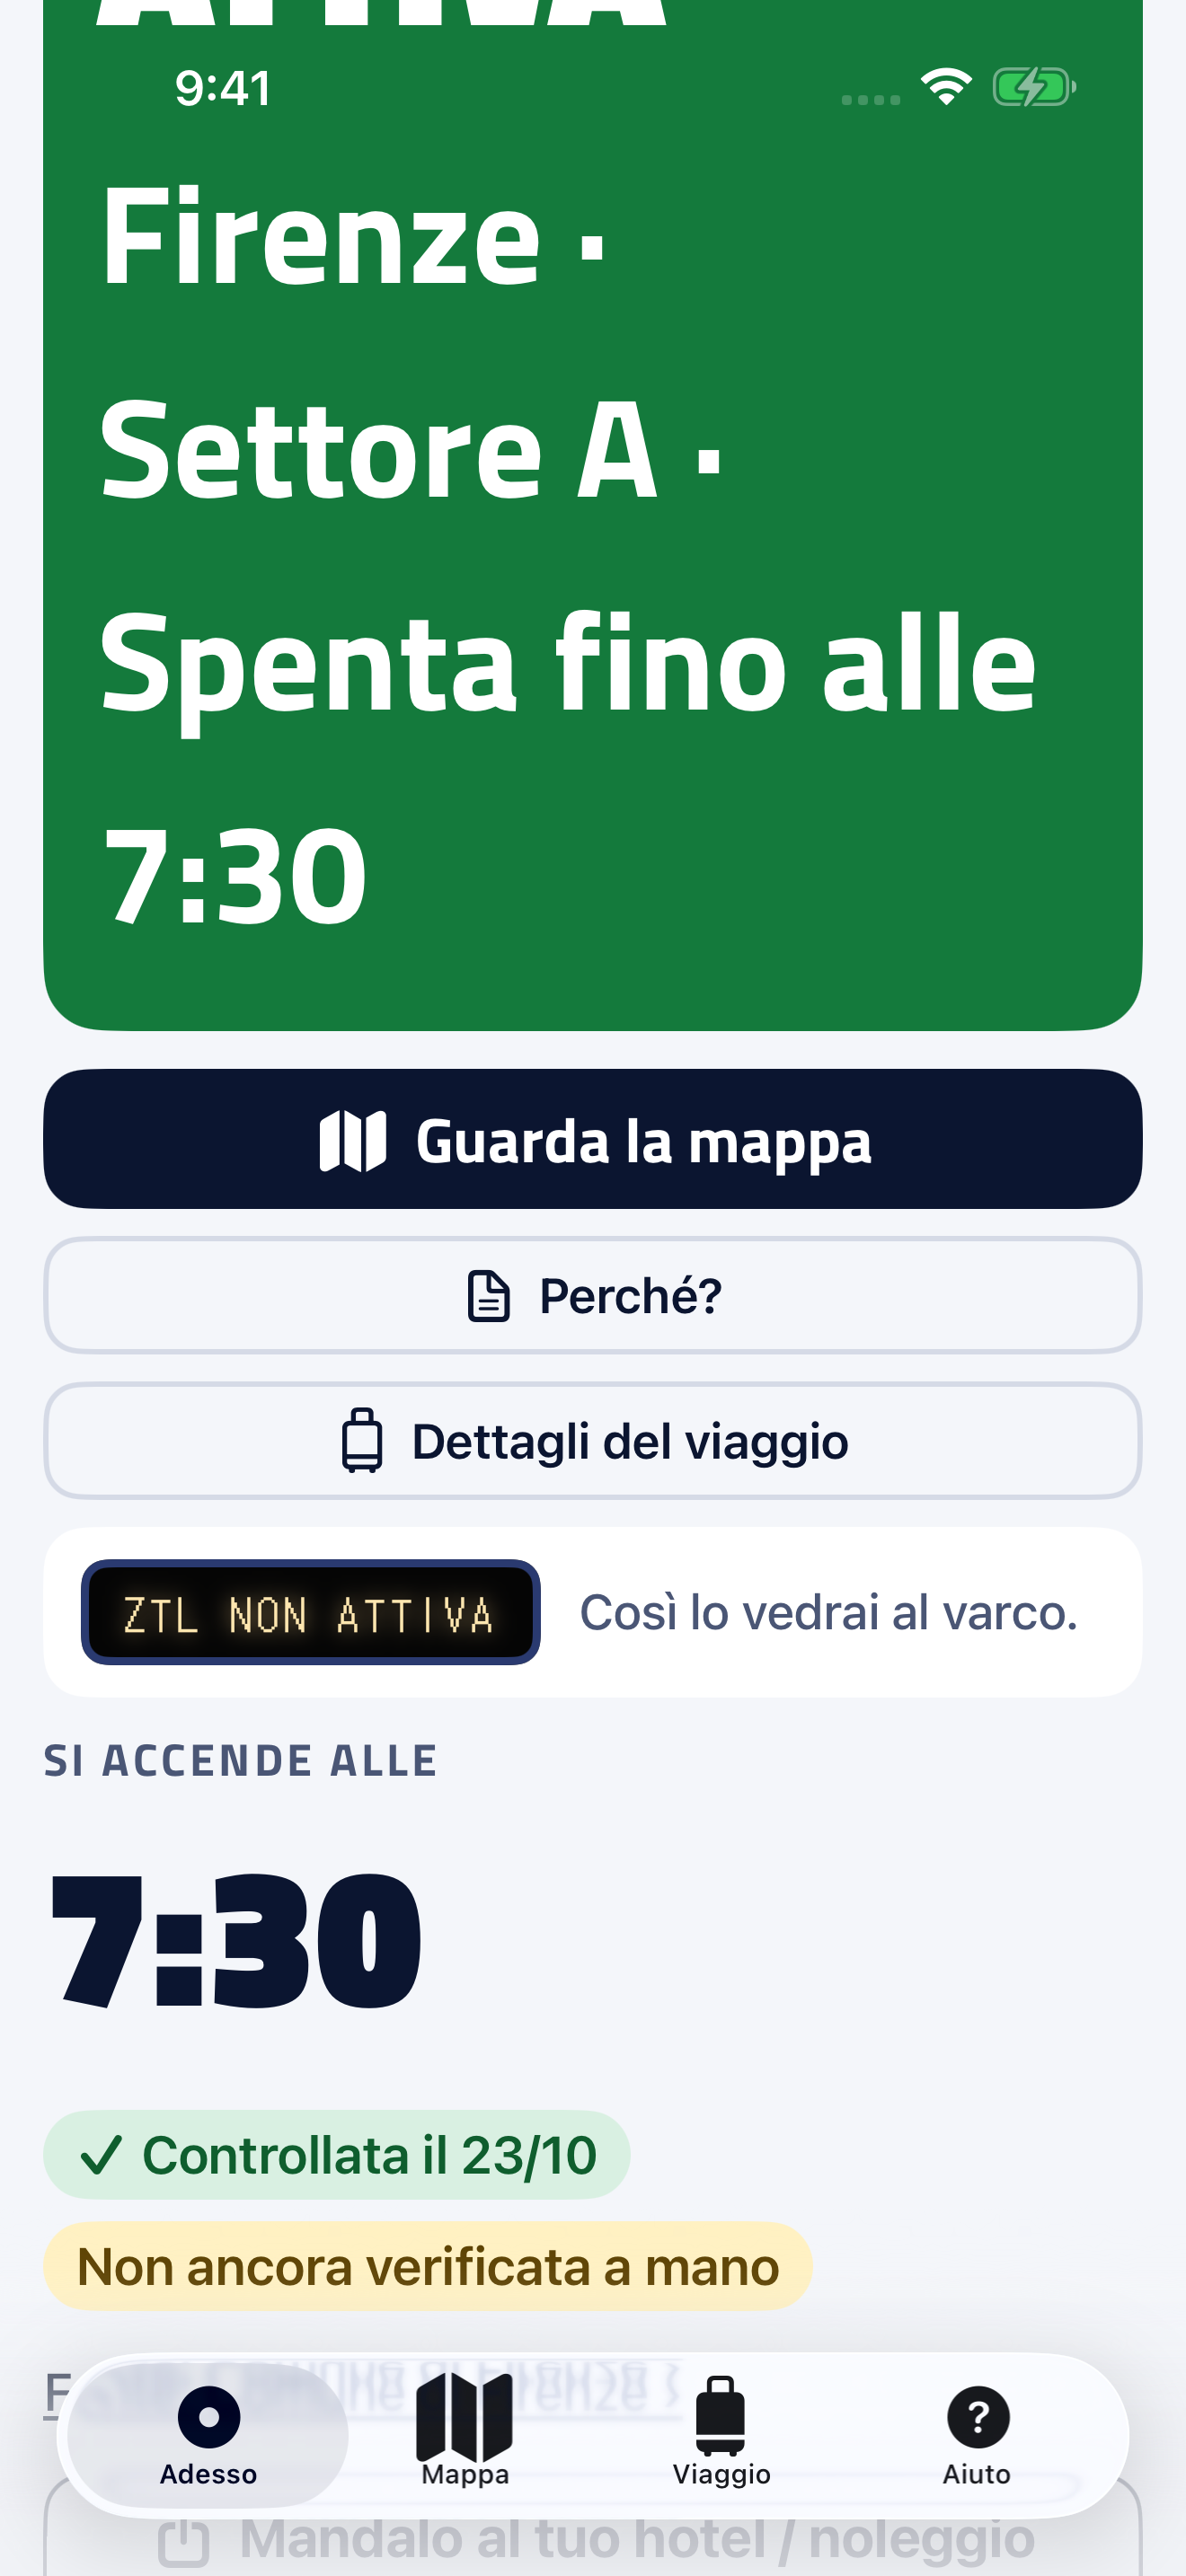 ATTIVA
9:41
Firenze ·
Settore A ·
Spenta fino alle
7:30
Guarda la mappa
Perché?
Dettagli del viaggio
ZTL NON ATTIVA
Così lo vedrai al varco.
SI ACCENDE ALLE
7:30
✓ Controllata il 23/10
Non ancora verificata a mano
Adesso
Mappa
Viaggio
Aiuto
Mandalo al tuo hotel / noleggio